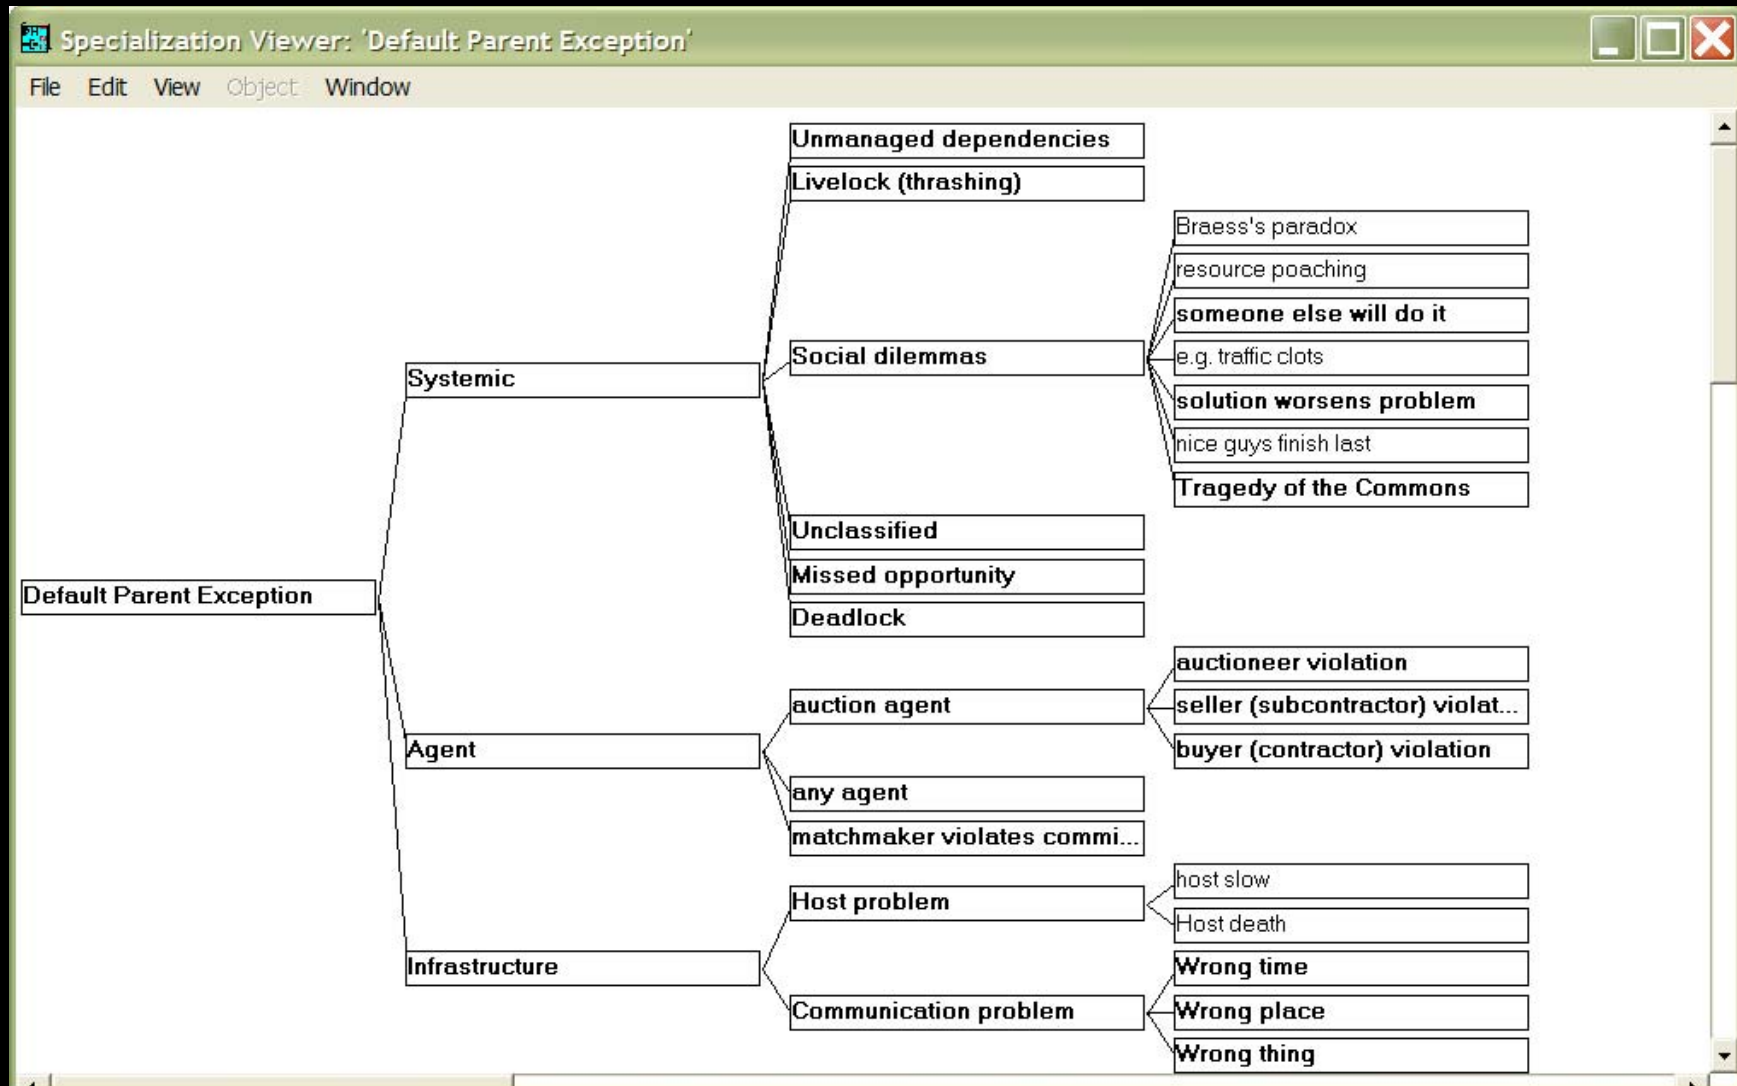 Specialization Viewer: 'Default Parent Exception'
File Edit View Object Window
Unmanaged dependencies
Livelock (thrashing)
Braess's paradox
resource poaching
someone else will do it
Social dilemmas
e.g. traffic clots
Systemic
solution worsens problem
nice guys finish last
Tragedy of the Commons
Unclassified
Missed opportunity
Default Parent Exception
Deadlock
auctioneer violation
auction agent
seller (subcontractor) violat...
Agent
buyer (contractor) violation
any agent
matchmaker violates commi...
host slow
Host problem
Host death
Infrastructure
Wrong time
Communication problem
Wrong place
Wrong thing